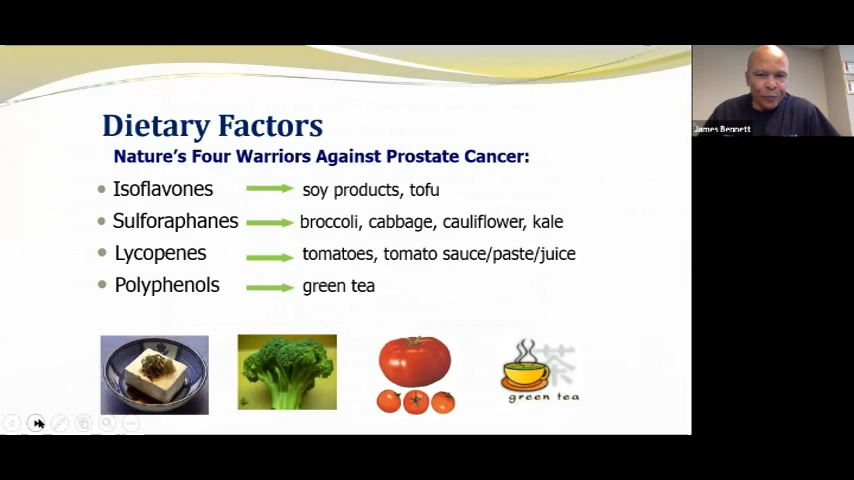 Dietary Factors
Nature's Four Warriors Against Prostate Cancer:
Isoflavones soy products, tofu
Sulforaphanes broccoli, cabbage, cauliflower, kale
Lycopenes tomatoes, tomato sauce/paste/juice
Polyphenols green tea
茶
green tea
James Bennett